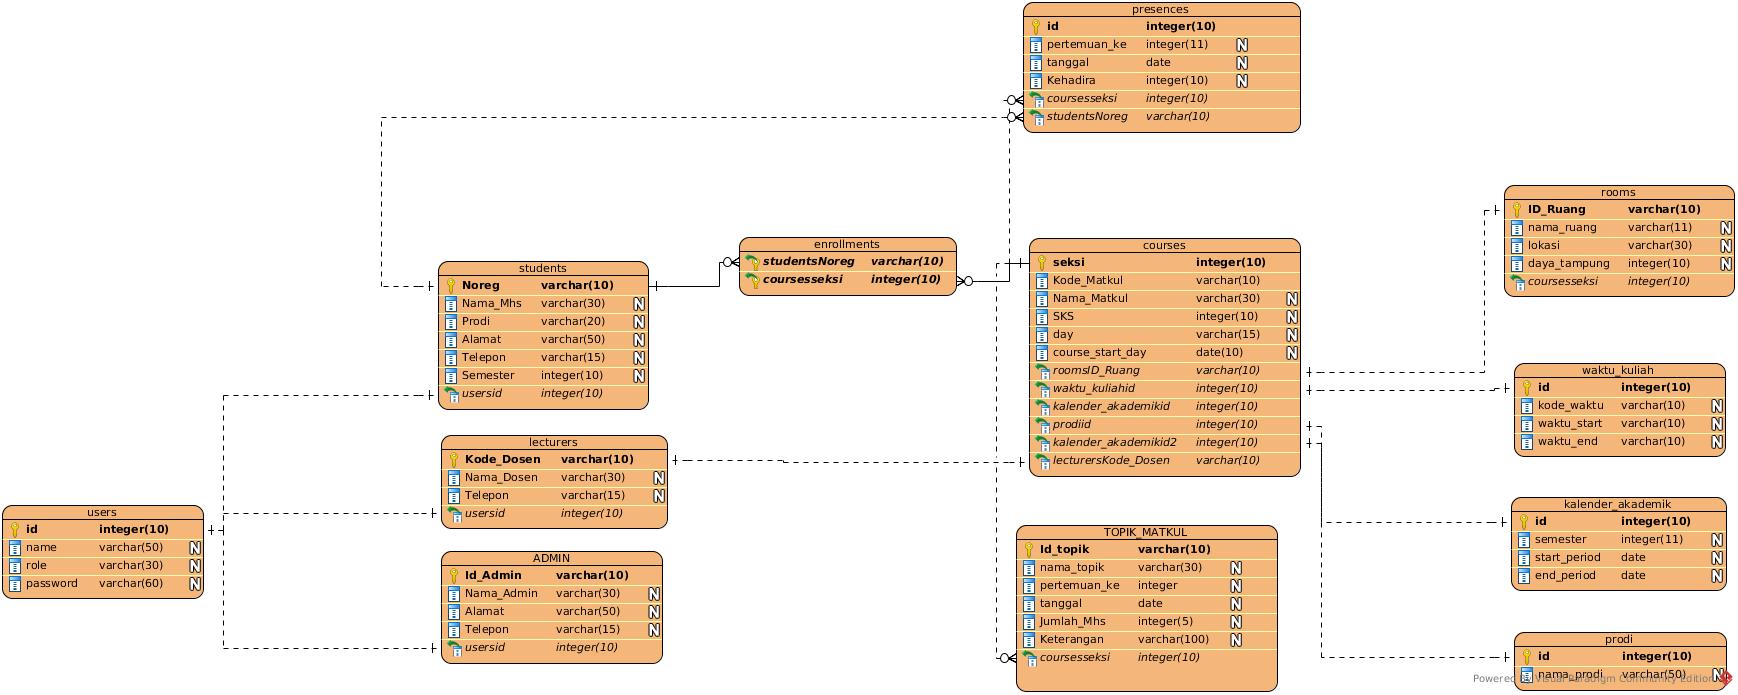 presences
id integer(10)
pertemuan_ke integer(11) N
tanggal date N
Kehadira integer(10) N
coursesseksi integer(10)
studentsNoreg varchar(10)
rooms
ID_Ruang varchar(10)
nama_ruang varchar(11) N
lokasi varchar(30) N
daya_tampung integer(10) N
coursesseksi integer(10)
enrollments
studentsNoreg varchar(10)
coursesseksi integer(10)
courses
seksi integer(10)
Kode_Matkul varchar(10)
Nama_Matkul varchar(30) N
SKS integer(10) N
day varchar(15) N
course_start_day date(10) N
roomsID_Ruang varchar(10)
waktu_kuliahid integer(10)
kalender_akademikid integer(10)
prodiid integer(10)
kalender_akademikid2 integer(10)
lecturersKode_Dosen varchar(10)
students
Noreg varchar(10)
Nama_Mhs varchar(30) N
Prodi varchar(20) N
Alamat varchar(50) N
Telepon varchar(15) N
Semester integer(10) N
usersid integer(10)
waktu_kuliah
id integer(10)
kode_waktu varchar(10) N
waktu_start varchar(10) N
waktu_end varchar(10) N
lecturers
Kode_Dosen varchar(10)
Nama_Dosen varchar(30) N
Telepon varchar(15) N
usersid integer(10)
users
id integer(10)
name varchar(50) N
role varchar(30) N
password varchar(60) N
ADMIN
Id_Admin varchar(10)
Nama_Admin varchar(30) N
Alamat varchar(50) N
Telepon varchar(15) N
usersid integer(10)
TOPIK_MATKUL
Id_topik varchar(10)
nama_topik varchar(30) N
pertemuan_ke integer N
tanggal date N
Jumlah_Mhs integer(5) N
Keterangan varchar(100) N
coursesseksi integer(10)
kalender_akademik
id integer(10)
semester integer(11) N
start_period date N
end_period date N
prodi
id integer(10)
nama_prodi varchar(50) N
Powered By Visual Paradigm Community Edition